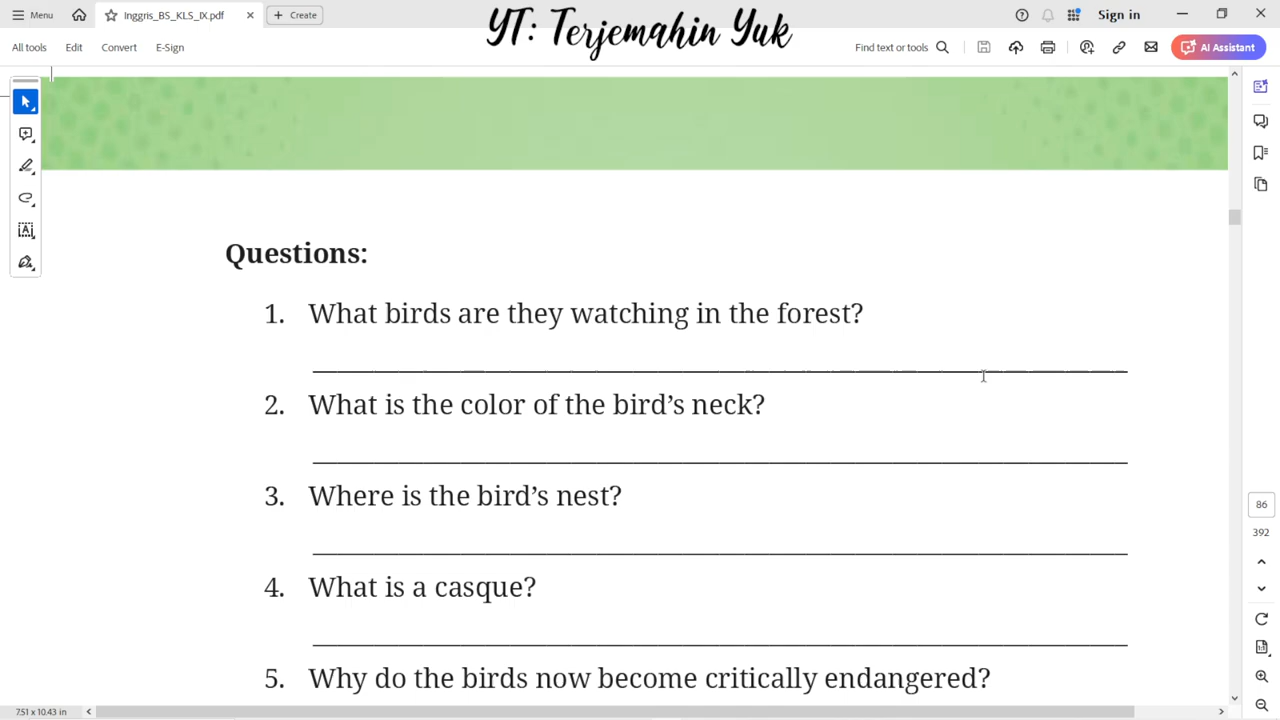 Menu
Inggris_BS_KLS_IX.pdf
Create
YT: Terjemahin Yuk
Sign in
All tools
Edit
Convert
E-Sign
Find text or tools
AI Assistant
Questions:
1. What birds are they watching in the forest?
2. What is the color of the bird's neck?
3. Where is the bird's nest?
4. What is a casque?
5. Why do the birds now become critically endangered?
86
392
7.51 x 10.43 in